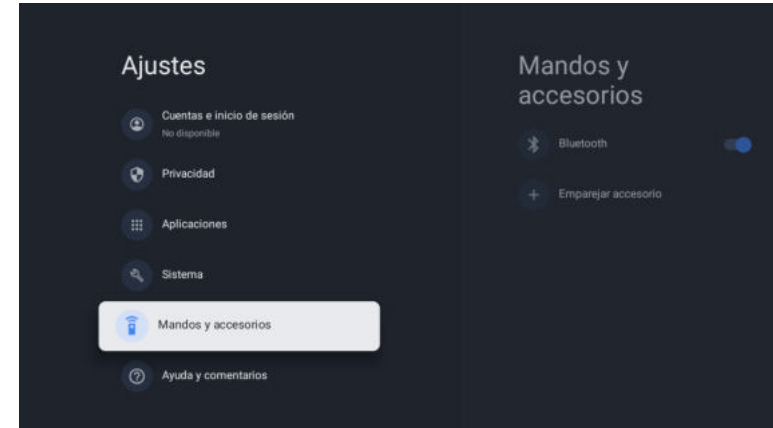 Ajustes
Cuentas e inicio de sesión
No disponible
Privacidad
Aplicaciones
Sistema
Mandos y accesorios
Ayuda y comentarios
Mandos y
accesorios
Bluetooth
Emparejar accesorio